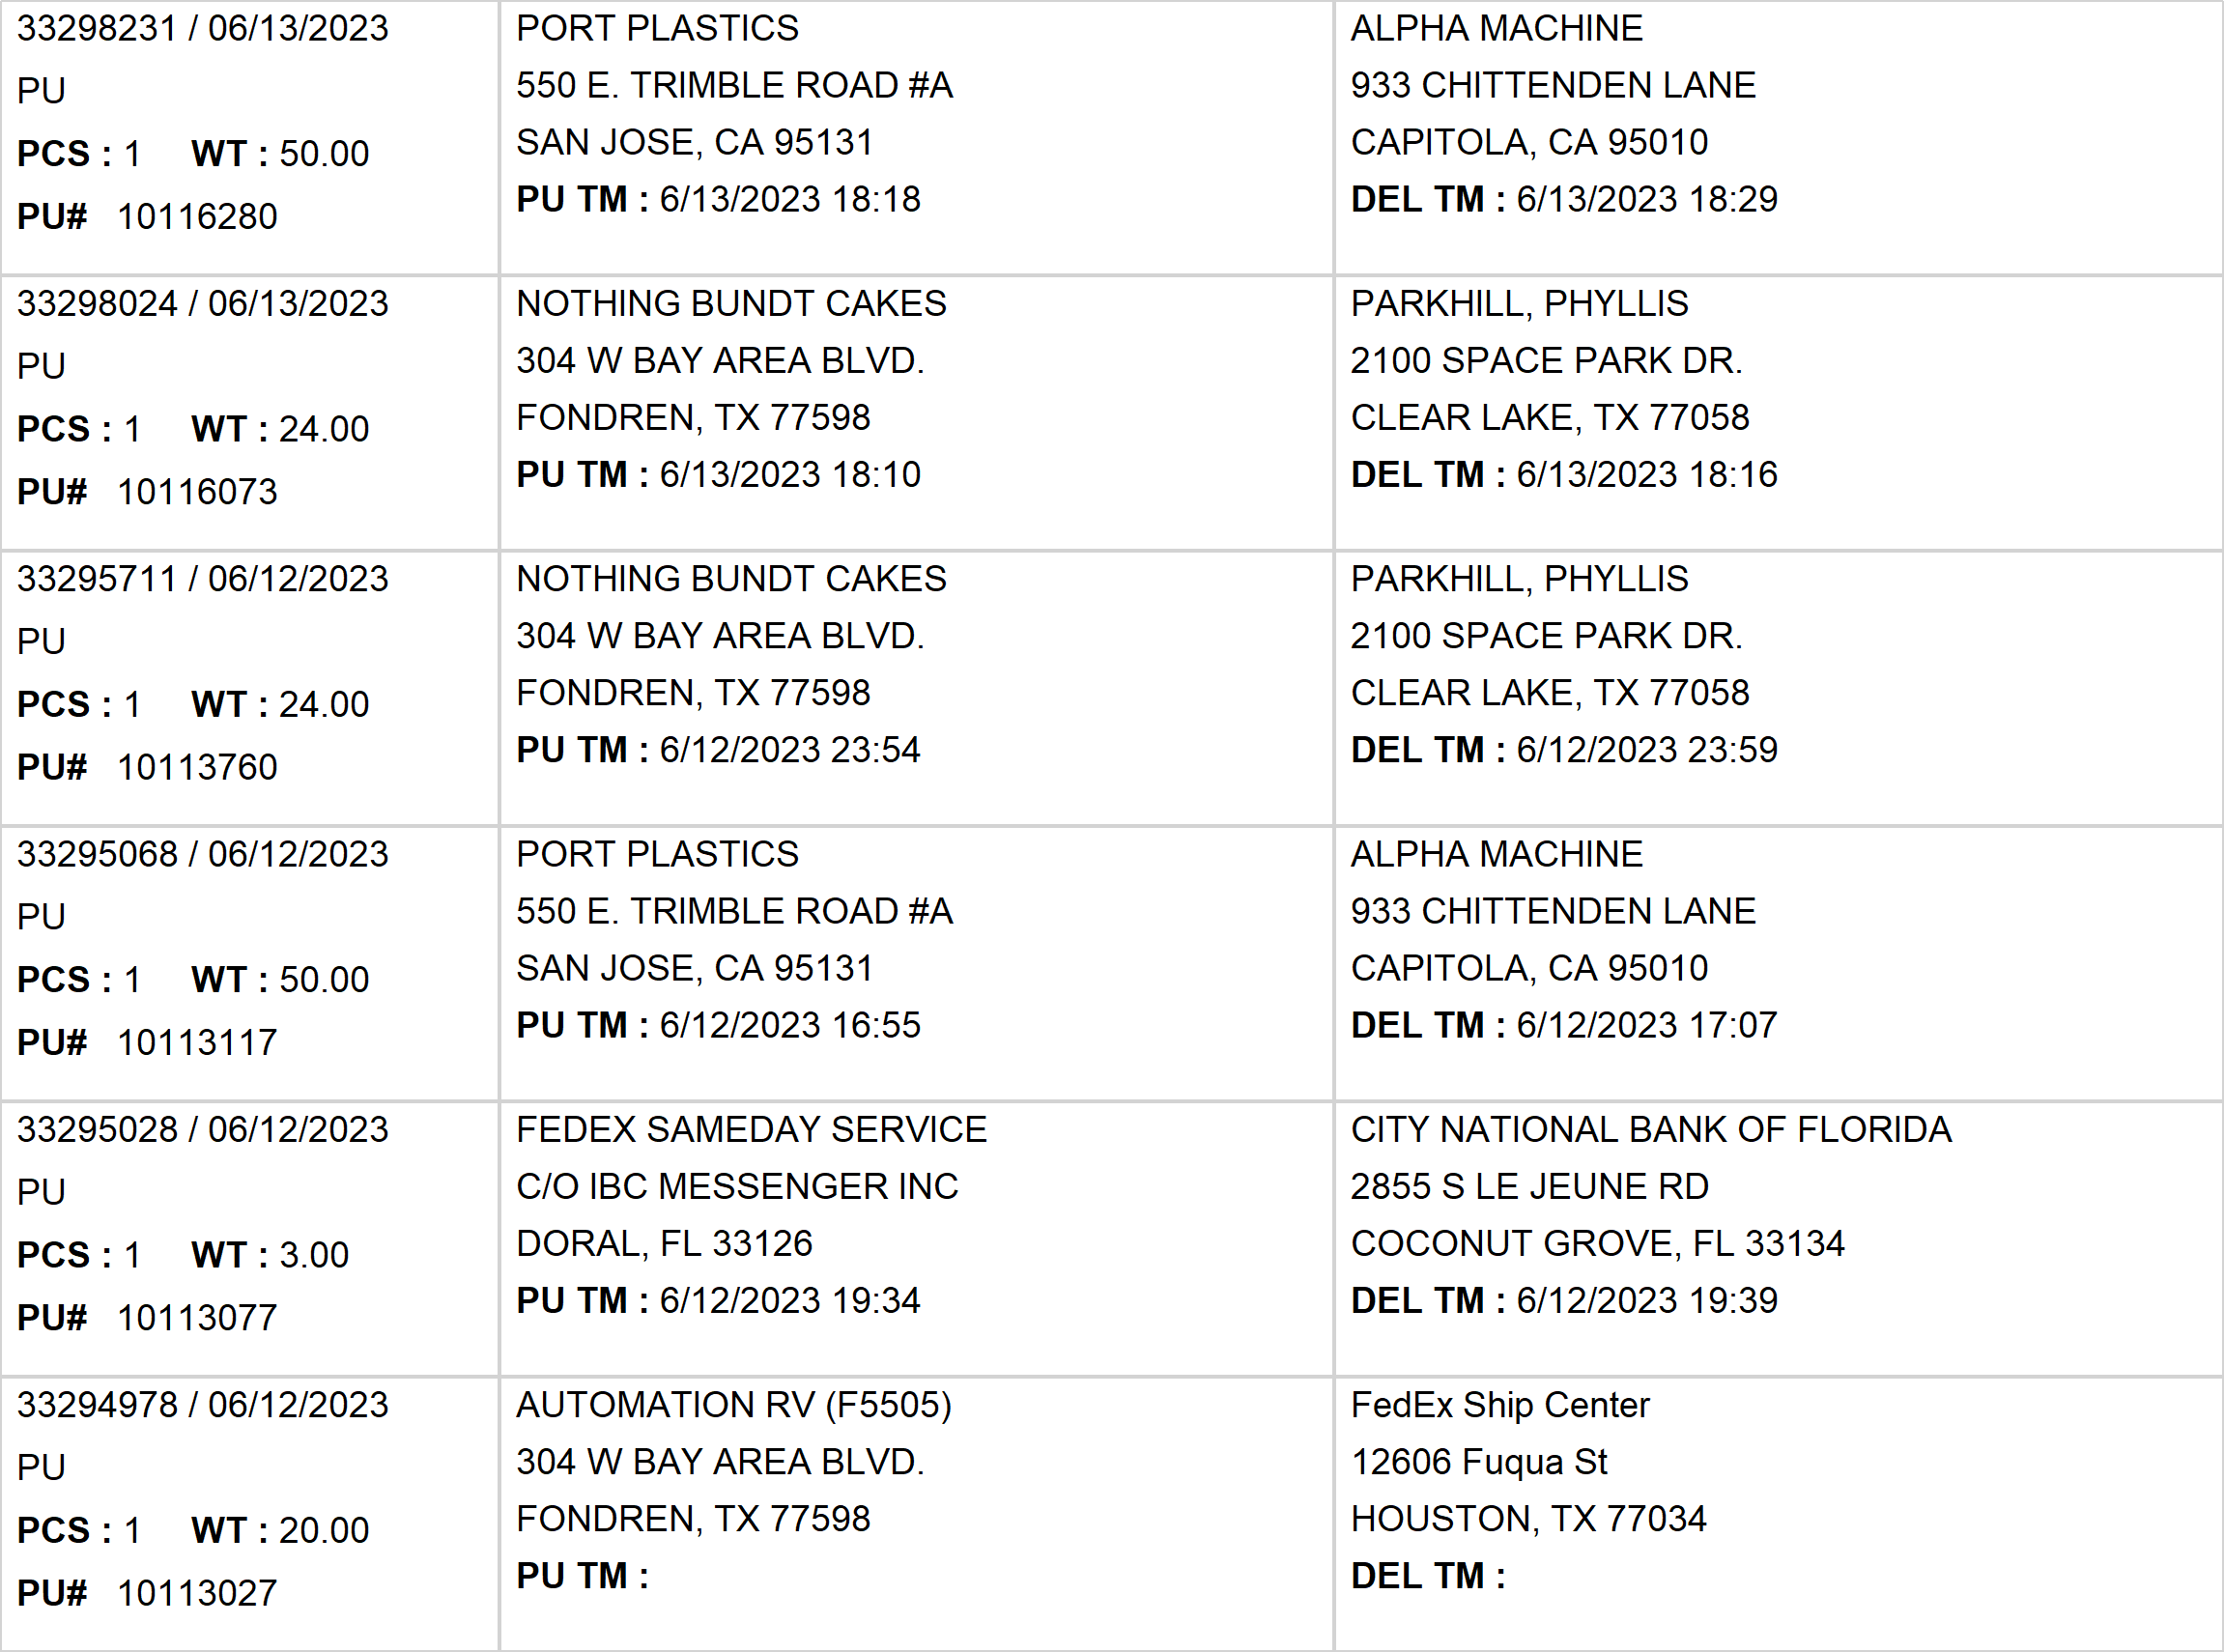 33298231 / 06/13/2023
PU
PCS : 1 WT : 50.00
PU# 10116280
PORT PLASTICS
550 E. TRIMBLE ROAD #A
SAN JOSE, CA 95131
PU TM : 6/13/2023 18:18
ALPHA MACHINE
933 CHITTENDEN LANE
CAPITOLA, CA 95010
DEL TM : 6/13/2023 18:29
33298024 / 06/13/2023
PU
PCS : 1 WT : 24.00
PU# 10116073
NOTHING BUNDT CAKES
304 W BAY AREA BLVD.
FONDREN, TX 77598
PU TM : 6/13/2023 18:10
PARKHILL, PHYLLIS
2100 SPACE PARK DR.
CLEAR LAKE, TX 77058
DEL TM : 6/13/2023 18:16
33295711 / 06/12/2023
PU
PCS : 1 WT : 24.00
PU# 10113760
NOTHING BUNDT CAKES
304 W BAY AREA BLVD.
FONDREN, TX 77598
PU TM : 6/12/2023 23:54
PARKHILL, PHYLLIS
2100 SPACE PARK DR.
CLEAR LAKE, TX 77058
DEL TM : 6/12/2023 23:59
33295068 / 06/12/2023
PU
PCS : 1 WT : 50.00
PU# 10113117
PORT PLASTICS
550 E. TRIMBLE ROAD #A
SAN JOSE, CA 95131
PU TM : 6/12/2023 16:55
ALPHA MACHINE
933 CHITTENDEN LANE
CAPITOLA, CA 95010
DEL TM : 6/12/2023 17:07
33295028 / 06/12/2023
PU
PCS : 1 WT : 3.00
PU# 10113077
FEDEX SAMEDAY SERVICE
C/O IBC MESSENGER INC
DORAL, FL 33126
PU TM : 6/12/2023 19:34
CITY NATIONAL BANK OF FLORIDA
2855 S LE JEUNE RD
COCONUT GROVE, FL 33134
DEL TM : 6/12/2023 19:39
33294978 / 06/12/2023
PU
PCS : 1 WT : 20.00
PU# 10113027
AUTOMATION RV (F5505)
304 W BAY AREA BLVD.
FONDREN, TX 77598
PU TM :
FedEx Ship Center
12606 Fuqua St
HOUSTON, TX 77034
DEL TM :